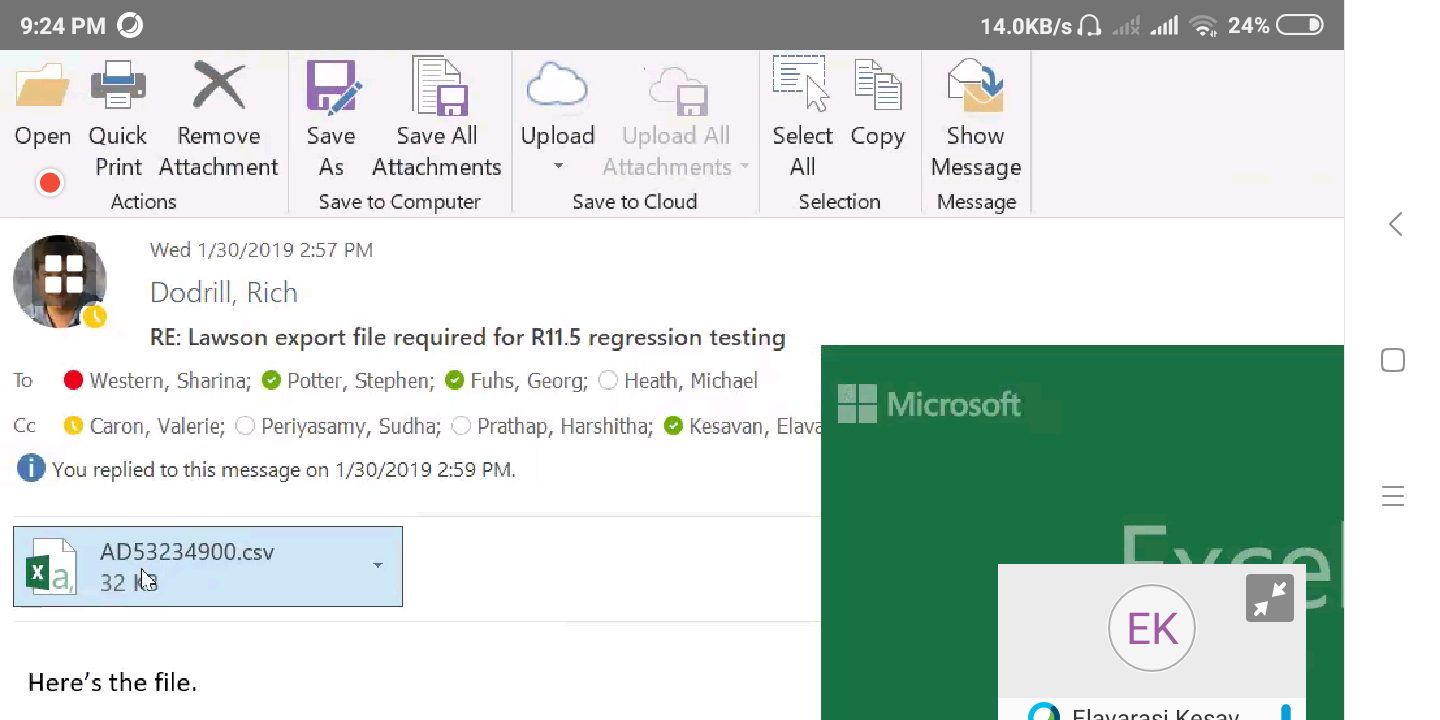 9:24 PM 14.0KB/s 24%
Open Quick Print Remove Attachment Save As Save All Attachments Upload Upload All Attachments Select All Copy Show Message
Actions Save to Computer Save to Cloud Selection Message
Wed 1/30/2019 2:57 PM
Dodrill, Rich
RE: Lawson export file required for R11.5 regression testing
To Western, Sharina; Potter, Stephen; Fuhs, Georg; Heath, Michael
Cc Caron, Valerie; Periyasamy, Sudha; Prathap, Harshitha; Kesavan, Elava
You replied to this message on 1/30/2019 2:59 PM.
Microsoft
Excel
AD53234900.csv
32 KB
EK
Here's the file.
Elavarasi Kesav